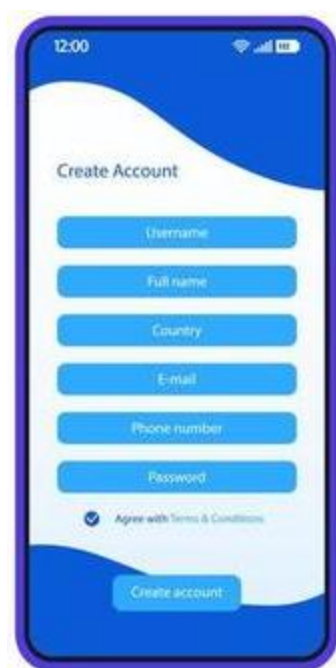 12:00
Create Account
Username
Full name
Country
E-mail
Phone number
Password
Agree with Terms & Conditions
Create account